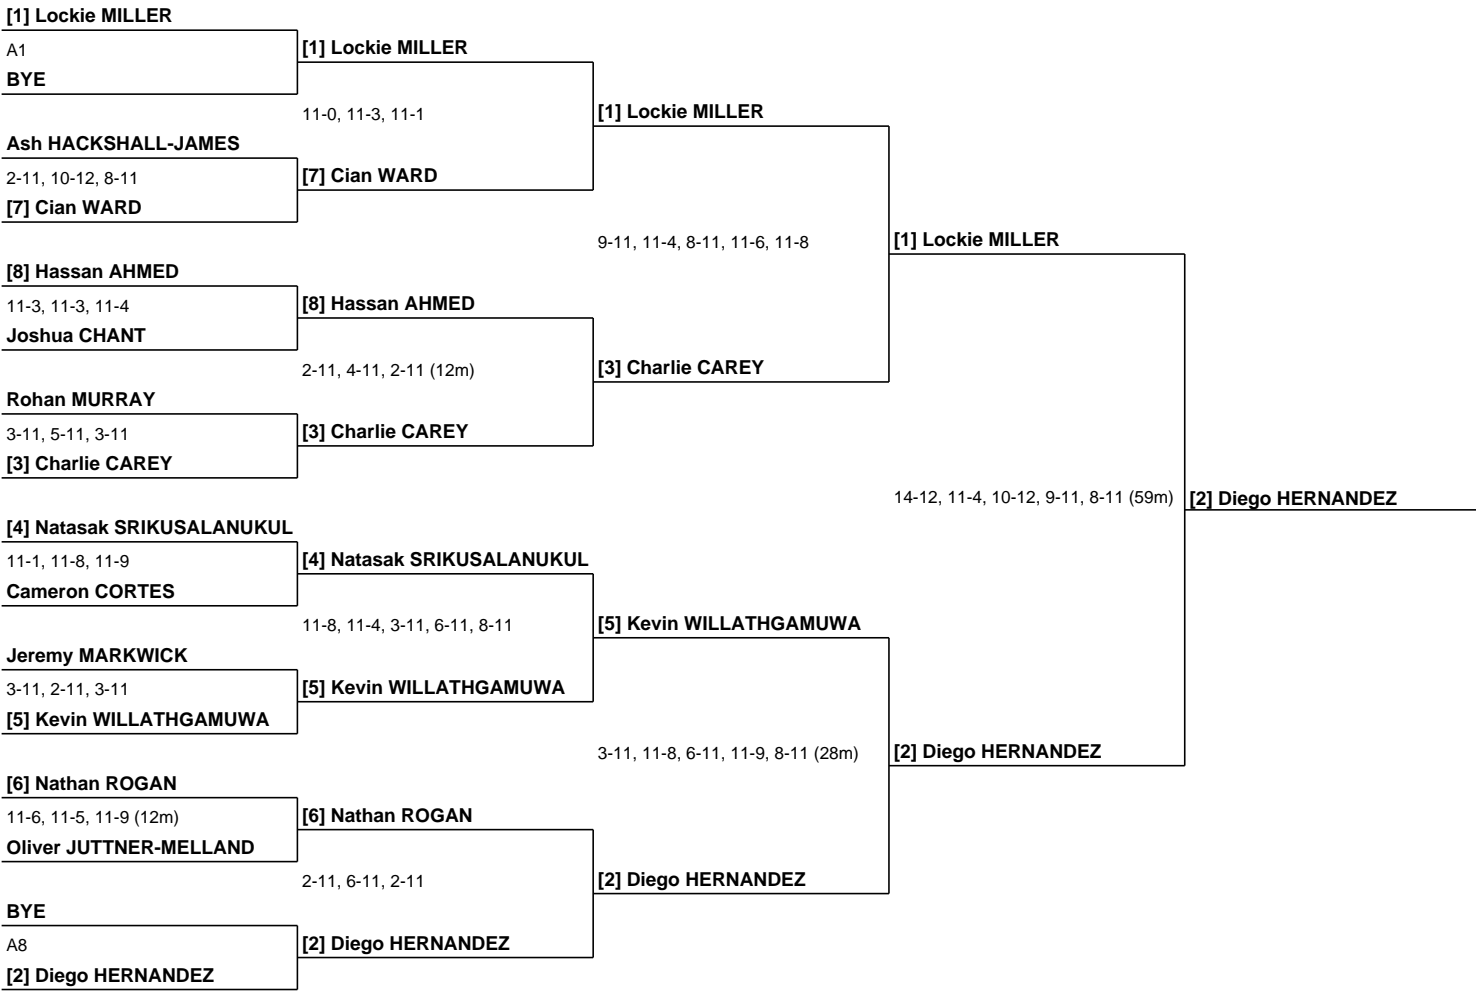 [1] Lockie MILLER
A1
BYE
[1] Lockie MILLER
11-0, 11-3, 11-1
[1] Lockie MILLER
Ash HACKSHALL-JAMES
2-11, 10-12, 8-11
[7] Cian WARD
[7] Cian WARD
9-11, 11-4, 8-11, 11-6, 11-8
[1] Lockie MILLER
[8] Hassan AHMED
11-3, 11-3, 11-4
Joshua CHANT
[8] Hassan AHMED
2-11, 4-11, 2-11 (12m)
[3] Charlie CAREY
Rohan MURRAY
3-11, 5-11, 3-11
[3] Charlie CAREY
[3] Charlie CAREY
14-12, 11-4, 10-12, 9-11, 8-11 (59m)
[2] Diego HERNANDEZ
[4] Natasak SRIKUSALANUKUL
11-1, 11-8, 11-9
Cameron CORTES
[4] Natasak SRIKUSALANUKUL
11-8, 11-4, 3-11, 6-11, 8-11
[5] Kevin WILLATHGAMUWA
Jeremy MARKWICK
3-11, 2-11, 3-11
[5] Kevin WILLATHGAMUWA
[5] Kevin WILLATHGAMUWA
3-11, 11-8, 6-11, 11-9, 8-11 (28m)
[2] Diego HERNANDEZ
[6] Nathan ROGAN
11-6, 11-5, 11-9 (12m)
Oliver JUTTNER-MELLAND
[6] Nathan ROGAN
2-11, 6-11, 2-11
[2] Diego HERNANDEZ
BYE
A8
[2] Diego HERNANDEZ
[2] Diego HERNANDEZ